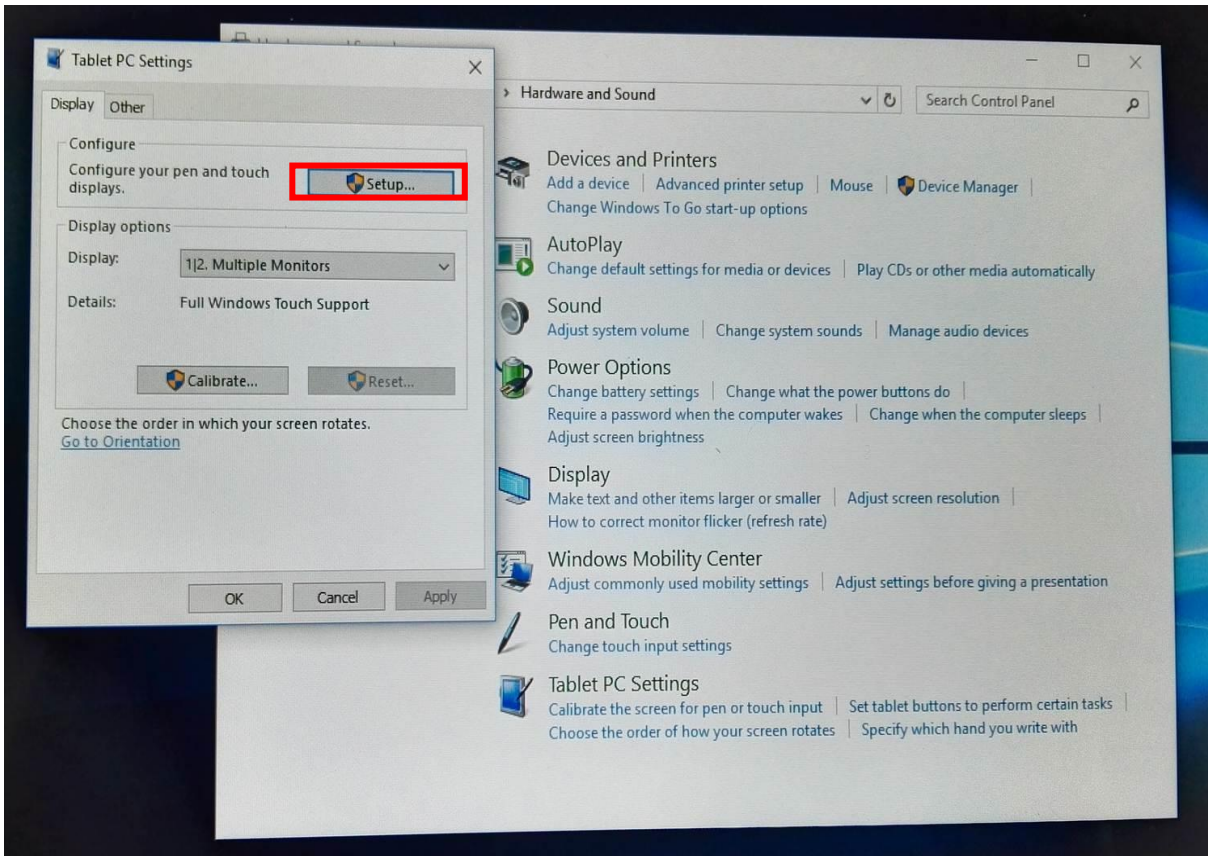 Tablet PC Settings
Display Other
Configure
Configure your pen and touch
displays.
Setup...
Display options
Display: 1|2. Multiple Monitors
Details: Full Windows Touch Support
Calibrate... Reset...
Choose the order in which your screen rotates.
Go to Orientation
OK Cancel Apply
Hardware and Sound
Search Control Panel
Devices and Printers
Add a device Advanced printer setup Mouse Device Manager
Change Windows To Go start-up options
AutoPlay
Change default settings for media or devices Play CDs or other media automatically
Sound
Adjust system volume Change system sounds Manage audio devices
Power Options
Change battery settings Change what the power buttons do
Require a password when the computer wakes Change when the computer sleeps
Adjust screen brightness
Display
Make text and other items larger or smaller Adjust screen resolution
How to correct monitor flicker (refresh rate)
Windows Mobility Center
Adjust commonly used mobility settings Adjust settings before giving a presentation
Pen and Touch
Change touch input settings
Tablet PC Settings
Calibrate the screen for pen or touch input Set tablet buttons to perform certain tasks
Choose the order of how your screen rotates Specify which hand you write with